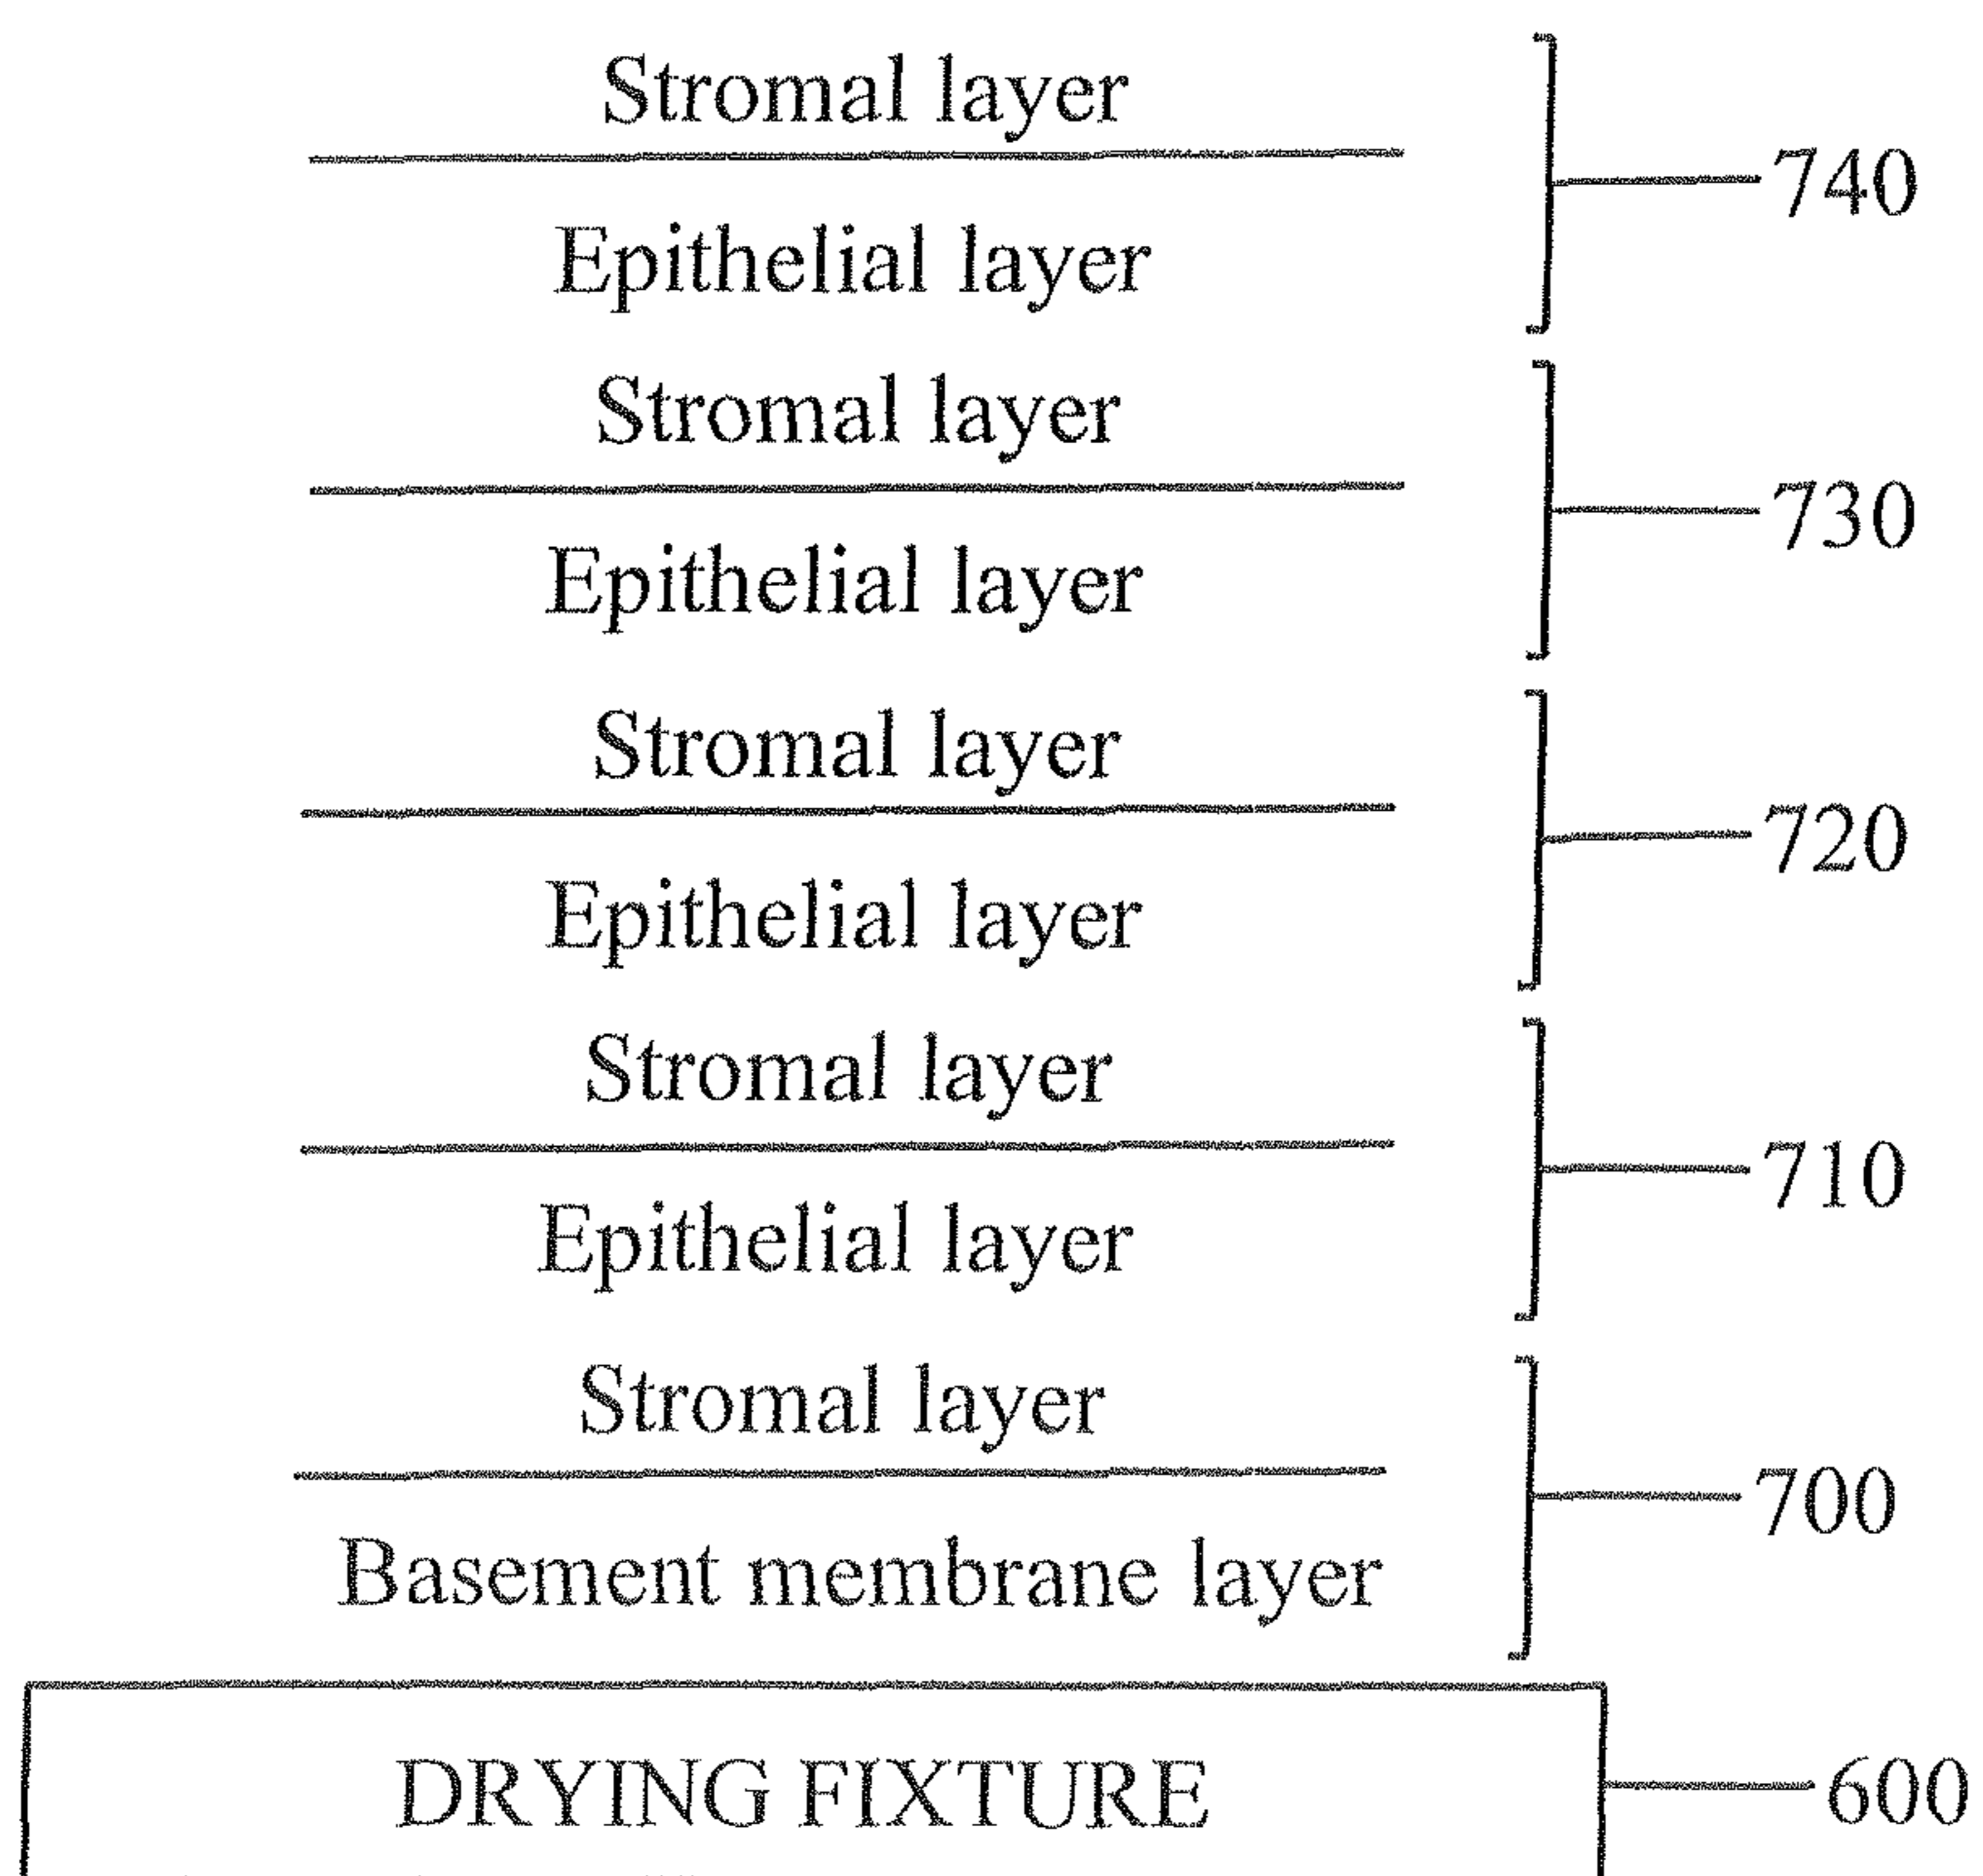 Stromal layer
740
Epithelial layer
Stromal layer
730
Epithelial layer
Stromal layer
720
Epithelial layer
Stromal layer
710
Epithelial layer
Stromal layer
700
Basement membrane layer
DRYING FIXTURE
600